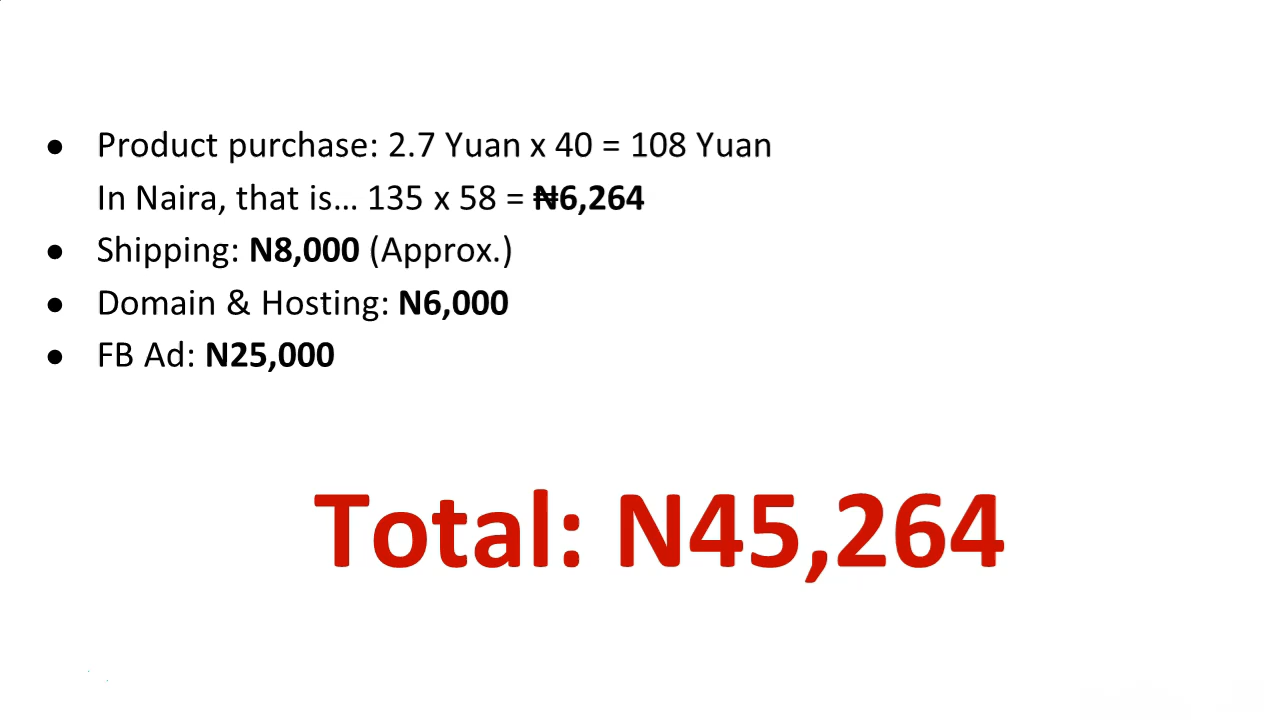 ● Product purchase: 2.7 Yuan x 40 = 108 Yuan
In Naira, that is… 135 x 58 = ₦6,264
● Shipping: N8,000 (Approx.)
● Domain & Hosting: N6,000
● FB Ad: N25,000
Total: N45,264